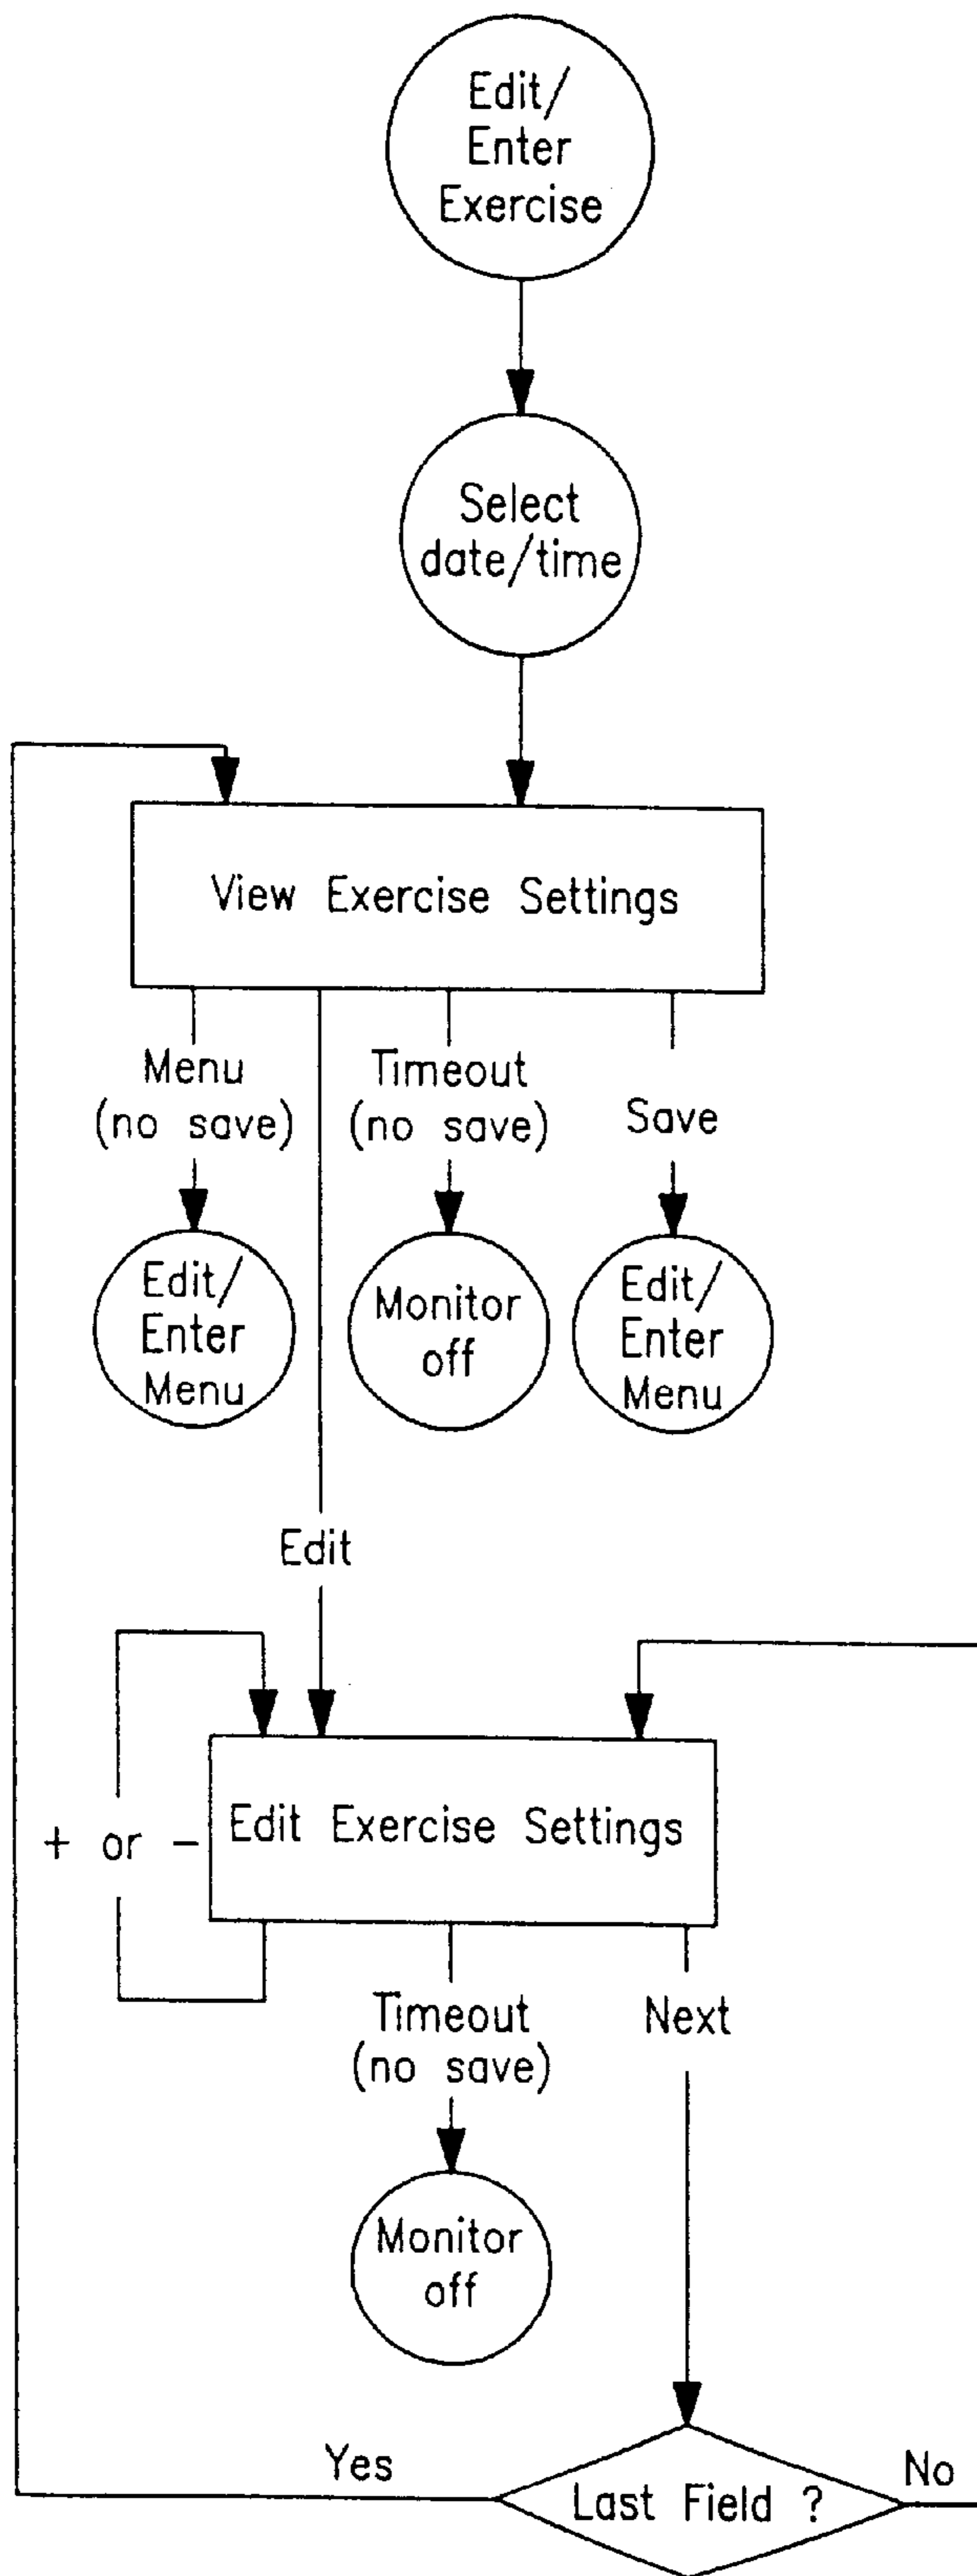 Edit/
Enter
Exercise
Select
date/time
View Exercise Settings
Menu
(no save)
Timeout
(no save)
Save
Edit/
Enter
Menu
Monitor
off
Edit/
Enter
Menu
Edit
+ or -
Edit Exercise Settings
Timeout
(no save)
Next
Monitor
off
Yes
Last Field ?
No